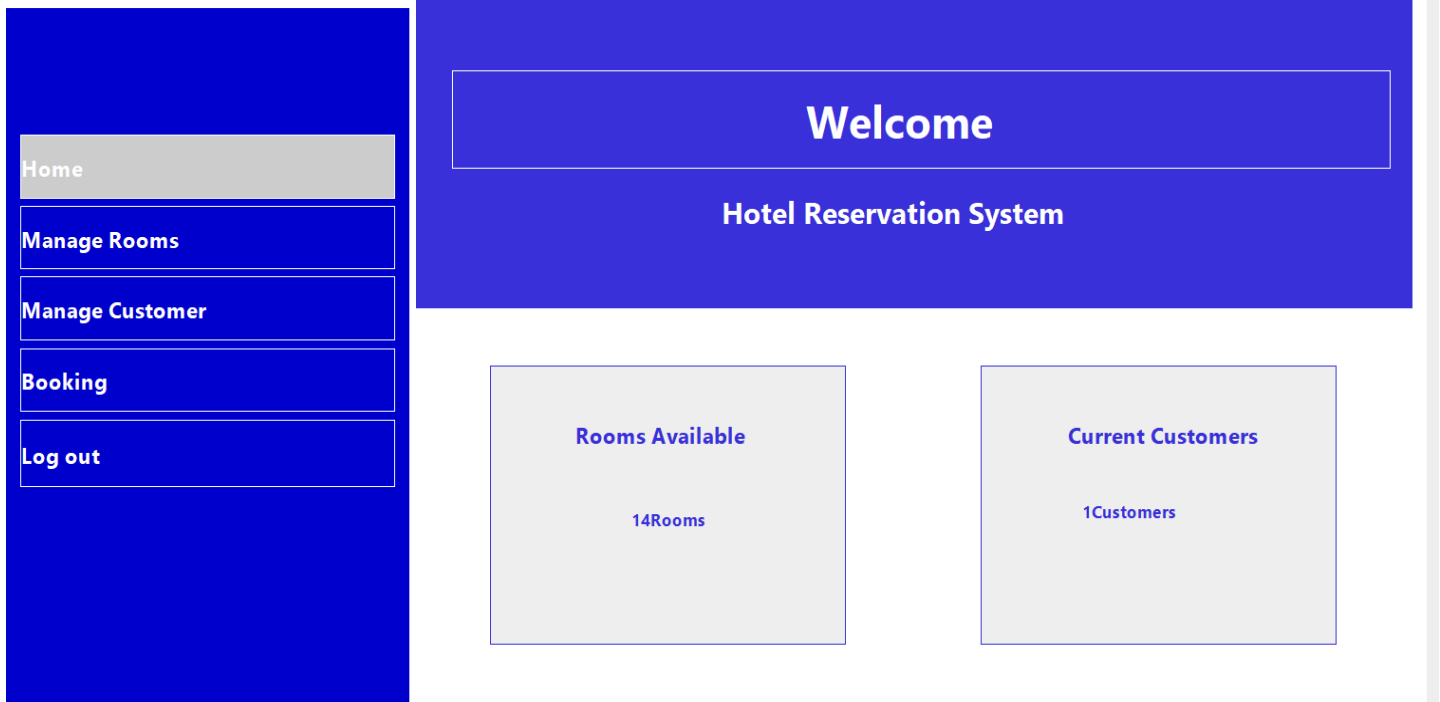 Home
Manage Rooms
Manage Customer
Booking
Log out
Welcome
Hotel Reservation System
Rooms Available
14Rooms
Current Customers
1Customers